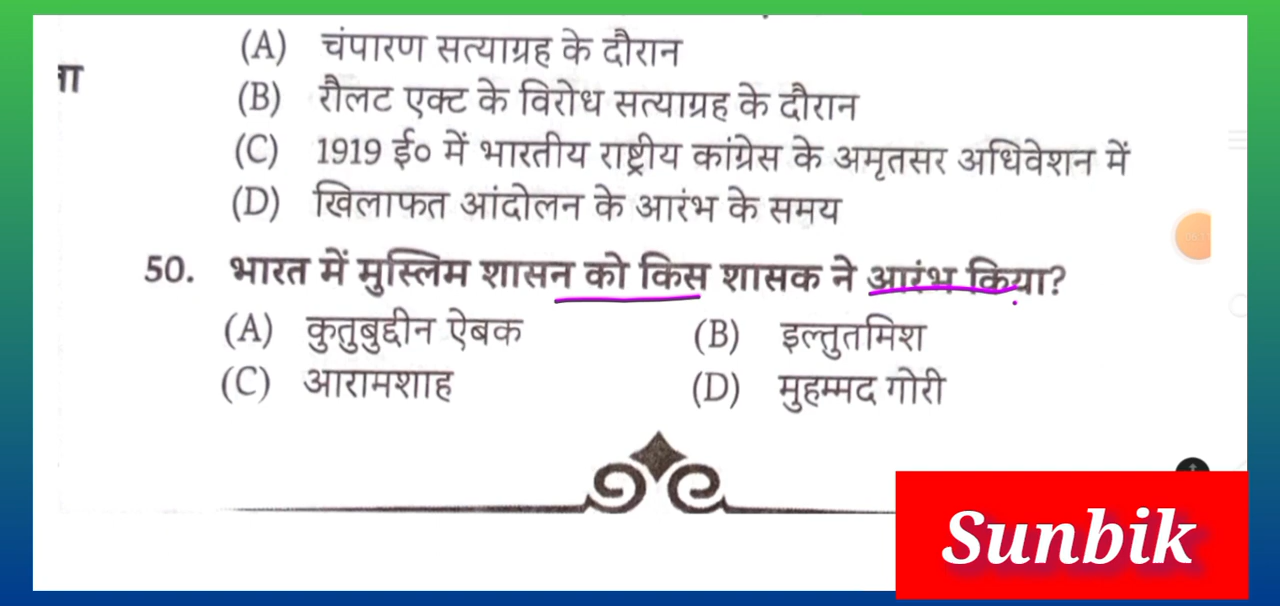 (A) चंपारण सत्याग्रह के दौरान
(B) रौलट एक्ट के विरोध सत्याग्रह के दौरान
(C) 1919 ई० में भारतीय राष्ट्रीय कांग्रेस के अमृतसर अधिवेशन में
(D) खिलाफत आंदोलन के आरंभ के समय
50. भारत में मुस्लिम शासन को किस शासक ने आरंभ किया?
(A) कुतुबुद्दीन ऐबक (B) इल्तुतमिश
(C) आरामशाह (D) मुहम्मद गोरी
Sunbik